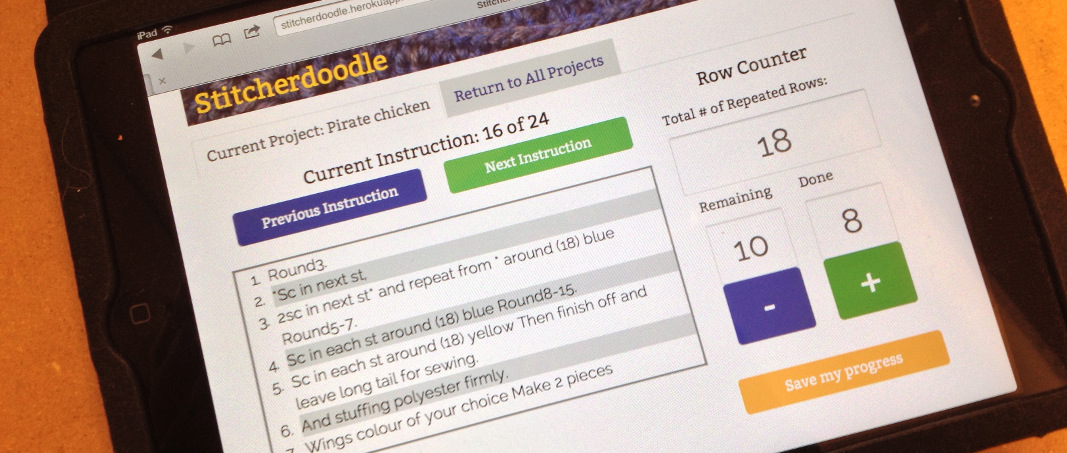 iPad
stitcherdoodle.herokuapp
Stitcherdoodle
Current Project: Pirate chicken
Return to All Projects
Current Instruction: 16 of 24
Previous Instruction
Next Instruction
1. Round3.
2. *Sc in next st,
3. 2sc in next st* and repeat from * around (18) blue
Round5-7.
4. Sc in each st around (18) blue Round8-15.
5. Sc in each st around (18) yellow Then finish off and
leave long tail for sewing.
6. And stuffing polyester firmly.
7. Wings colour of your choice Make 2 pieces
Row Counter
Total # of Repeated Rows:
18
Remaining
Done
10
8
-
+
Save my progress